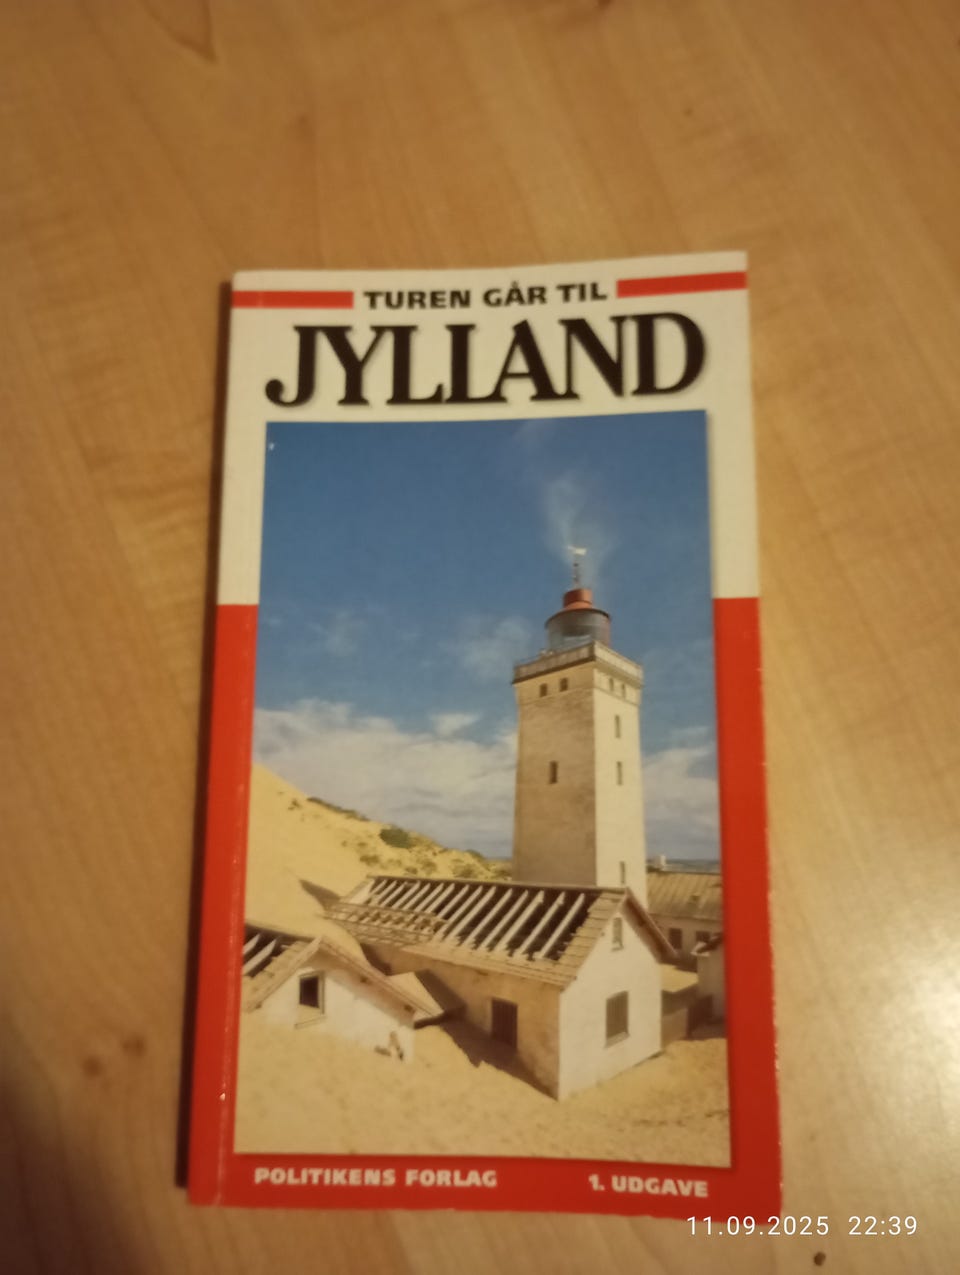 TUREN GÅR TIL
JYLLAND
POLITIKENS FORLAG
1. UDGAVE
11.09.2025 22:39